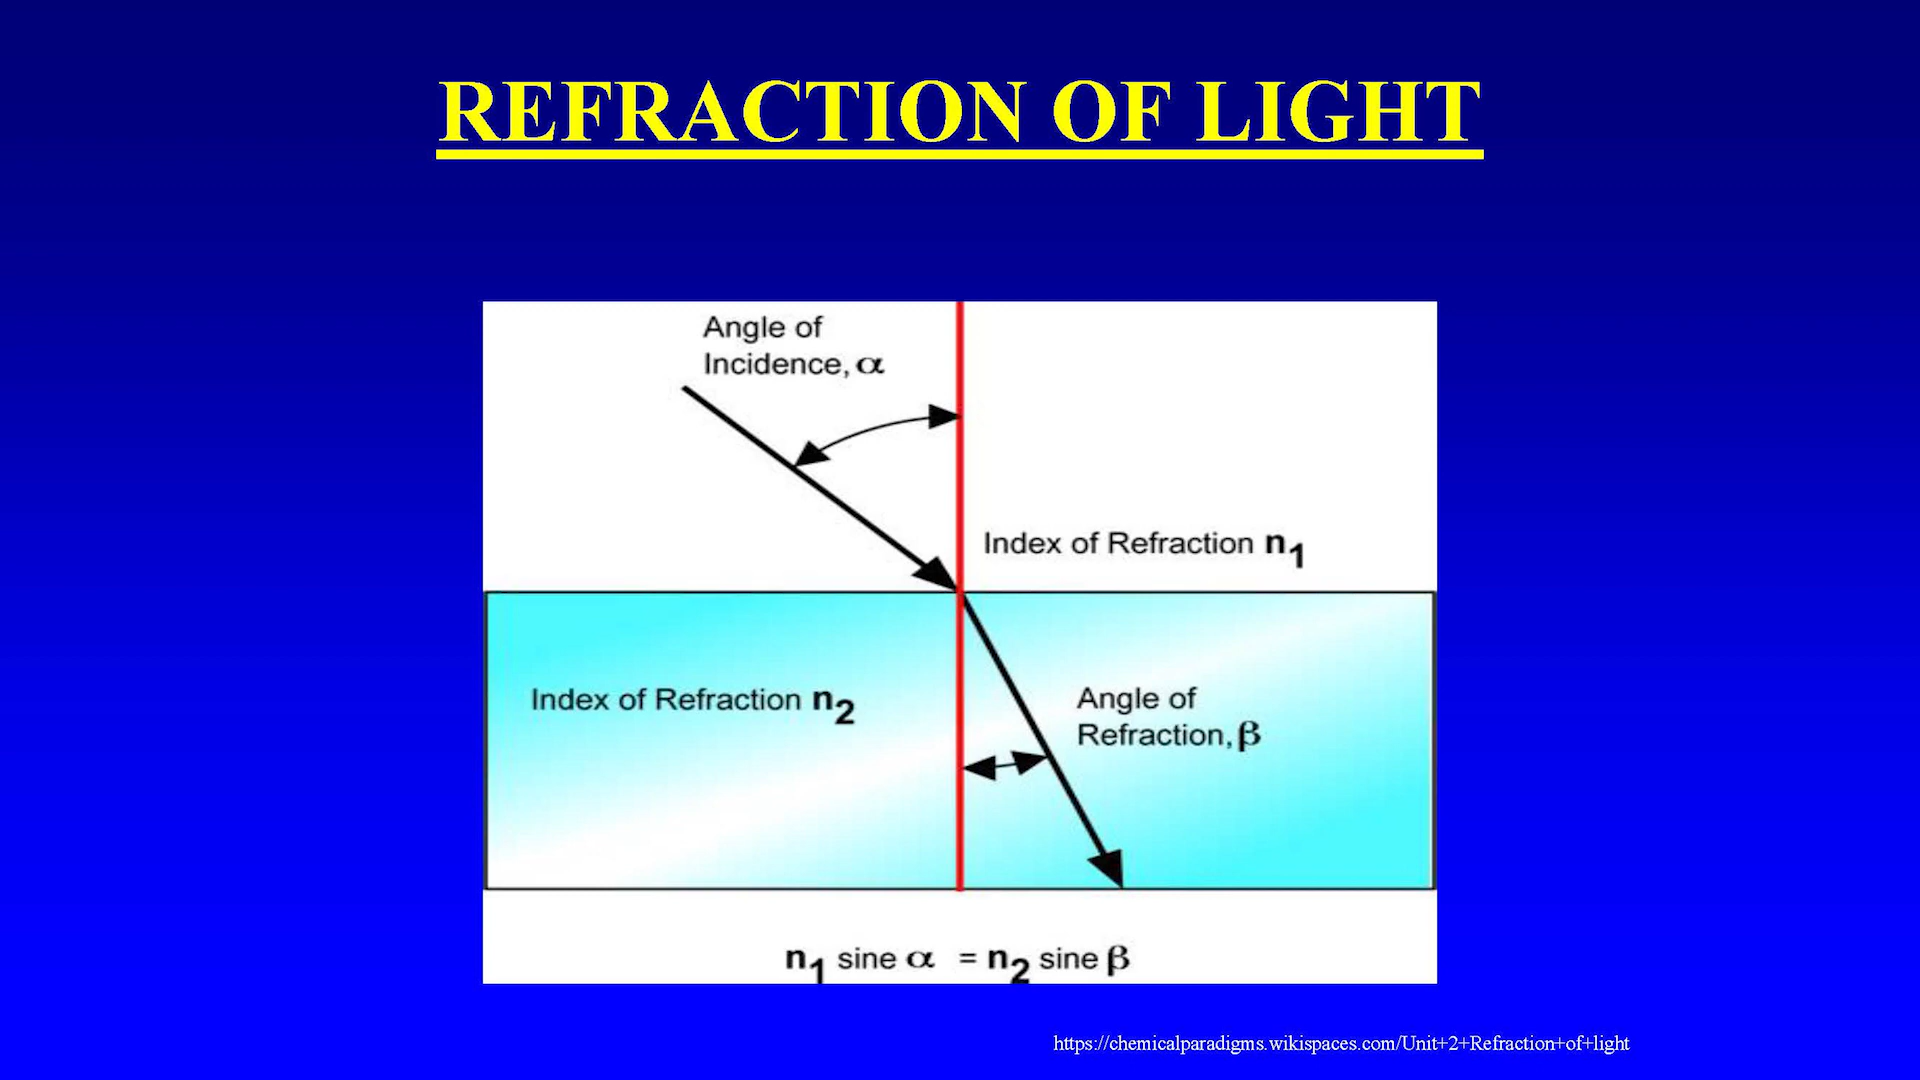 REFRACTION OF LIGHT
Angle of
Incidence, α
Index of Refraction n1
Index of Refraction n2
Angle of
Refraction, β
n1 sine α = n2 sine β
https://chemicalparadigms.wikispaces.com/Unit+2+Refraction+of+light